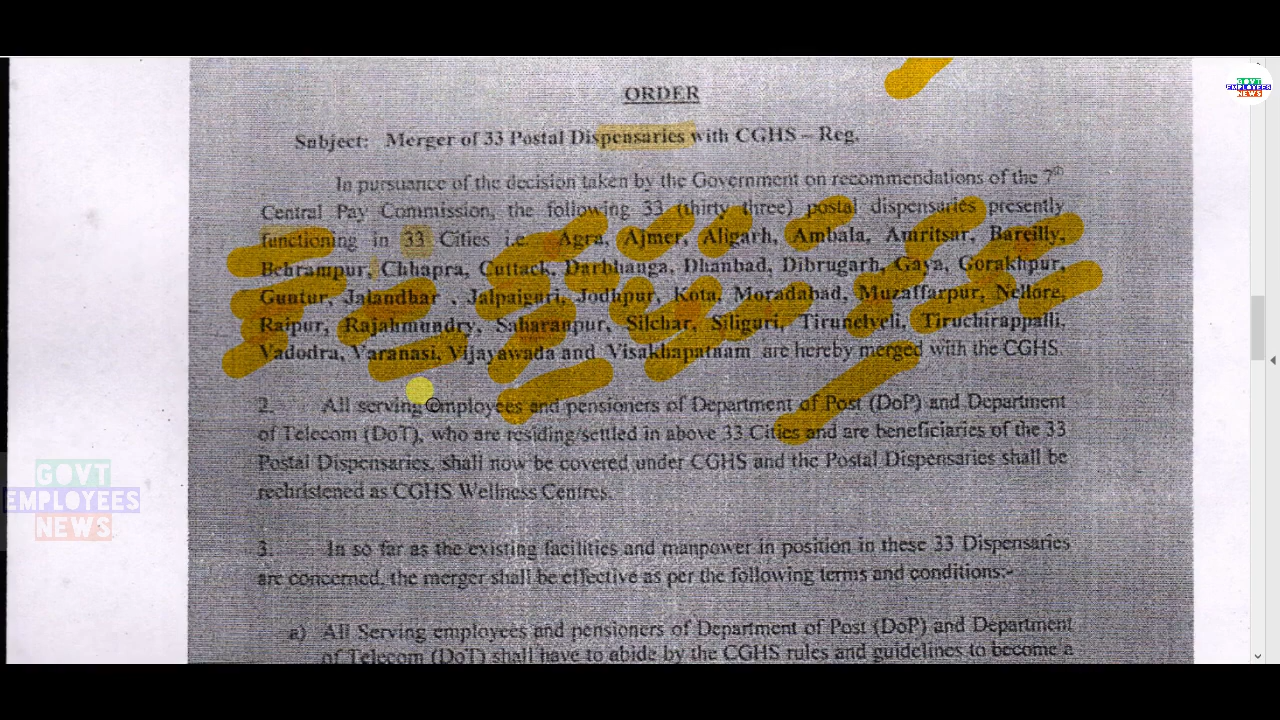 ORDER
Subject: Merger of 33 Postal Dispensaries with CGHS – Reg.
In pursuance of the decision taken by the Government on recommendations of the 7th
Central Pay Commission, the following 33 (thirty three) postal dispensaries presently
functioning in 33 Cities i.e. Agra, Ajmer, Aligarh, Ambala, Amritsar, Bareilly,
Behrampur, Chhapra, Cuttack, Darbhanga, Dhanbad, Dibrugarh, Gaya, Gorakhpur,
Guntur, Jalandhar , Jalpaiguri, Jodhpur, Kota, Moradabad, Muzaffarpur, Nellore,
Raipur, Rajahmundry, Saharanpur, Silchar, Siliguri, Tirunelveli, Tiruchirappalli,
Vadodra, Varanasi, Vijayawada and Visakhapatnam are hereby merged with the CGHS.
2. All serving employees and pensioners of Department of Post (DoP) and Department
of Telecom (DoT), who are residing/settled in above 33 Cities and are beneficiaries of the 33
Postal Dispensaries, shall now be covered under CGHS and the Postal Dispensaries shall be
rechristened as CGHS Wellness Centres.
3. In so far as the existing facilities and manpower in position in these 33 Dispensaries
are concerned, the merger shall be effective as per the following terms and conditions:-
a) All Serving employees and pensioners of Department of Post (DoP) and Department
of Telecom (DoT) shall have to abide by the CGHS rules and guidelines to become a
GOVT
EMPLOYEES
NEWS
GOVT
EMPLOYEES
NEWS